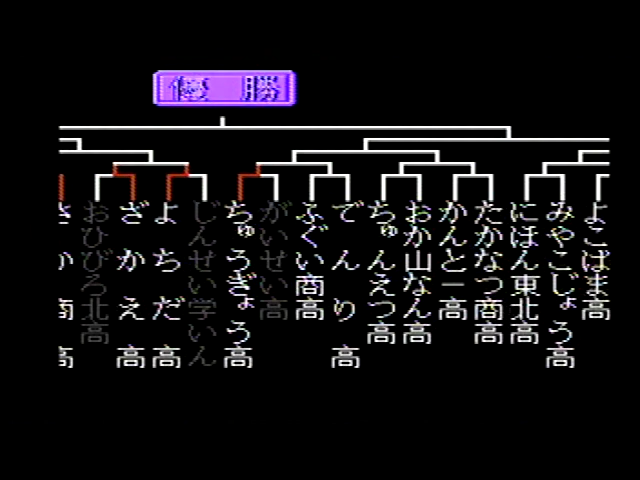 優勝
おひびろ北高
ざかえ高
よちだ高
じんせい学いん
ちゅうぎょう高
がいせい高
ふぐい商高
でんり高
ちゅんえつ高
おか山なん高
かんと一高
たかなつ商高
にほん東北高
みやこじょう高
よこばま高